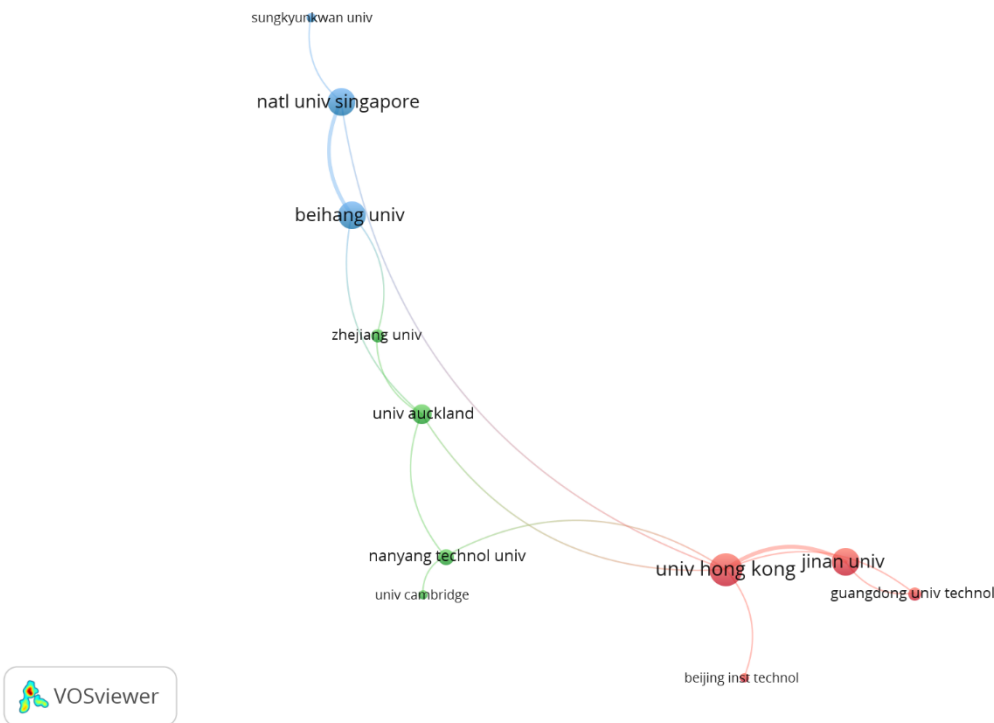 sungkyunkwan univ
natl univ singapore
beihang univ
zhejiang univ
univ auckland
nanyang technol univ
univ cambridge
univ hong kong
jinan univ
guangdong univ technol
beijing inst technol
VOSviewer